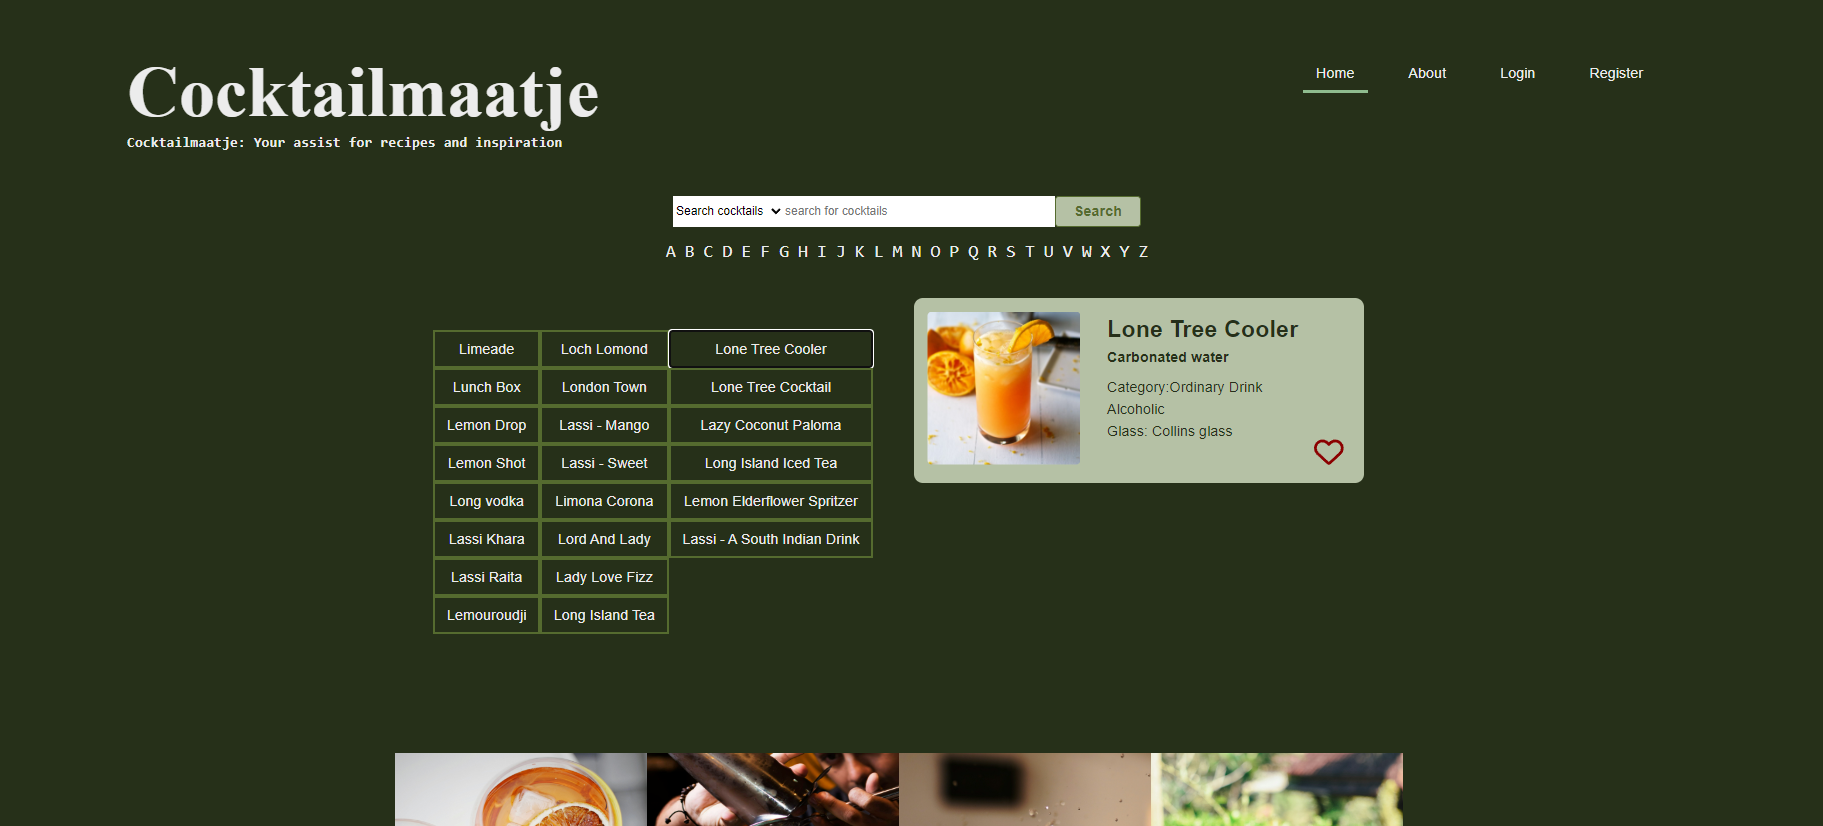 Cocktailmaatje
Cocktailmaatje: Your assist for recipes and inspiration
Home About Login Register
Search cocktails search for cocktails Search
A B C D E F G H I J K L M N O P Q R S T U V W X Y Z
Limeade Loch Lomond Lone Tree Cooler
Lunch Box London Town Lone Tree Cocktail
Lemon Drop Lassi - Mango Lazy Coconut Paloma
Lemon Shot Lassi - Sweet Long Island Iced Tea
Long vodka Limona Corona Lemon Elderflower Spritzer
Lassi Khara Lord And Lady Lassi - A South Indian Drink
Lassi Raita Lady Love Fizz
Lemouroudji Long Island Tea
Lone Tree Cooler
Carbonated water
Category:Ordinary Drink
Alcoholic
Glass: Collins glass